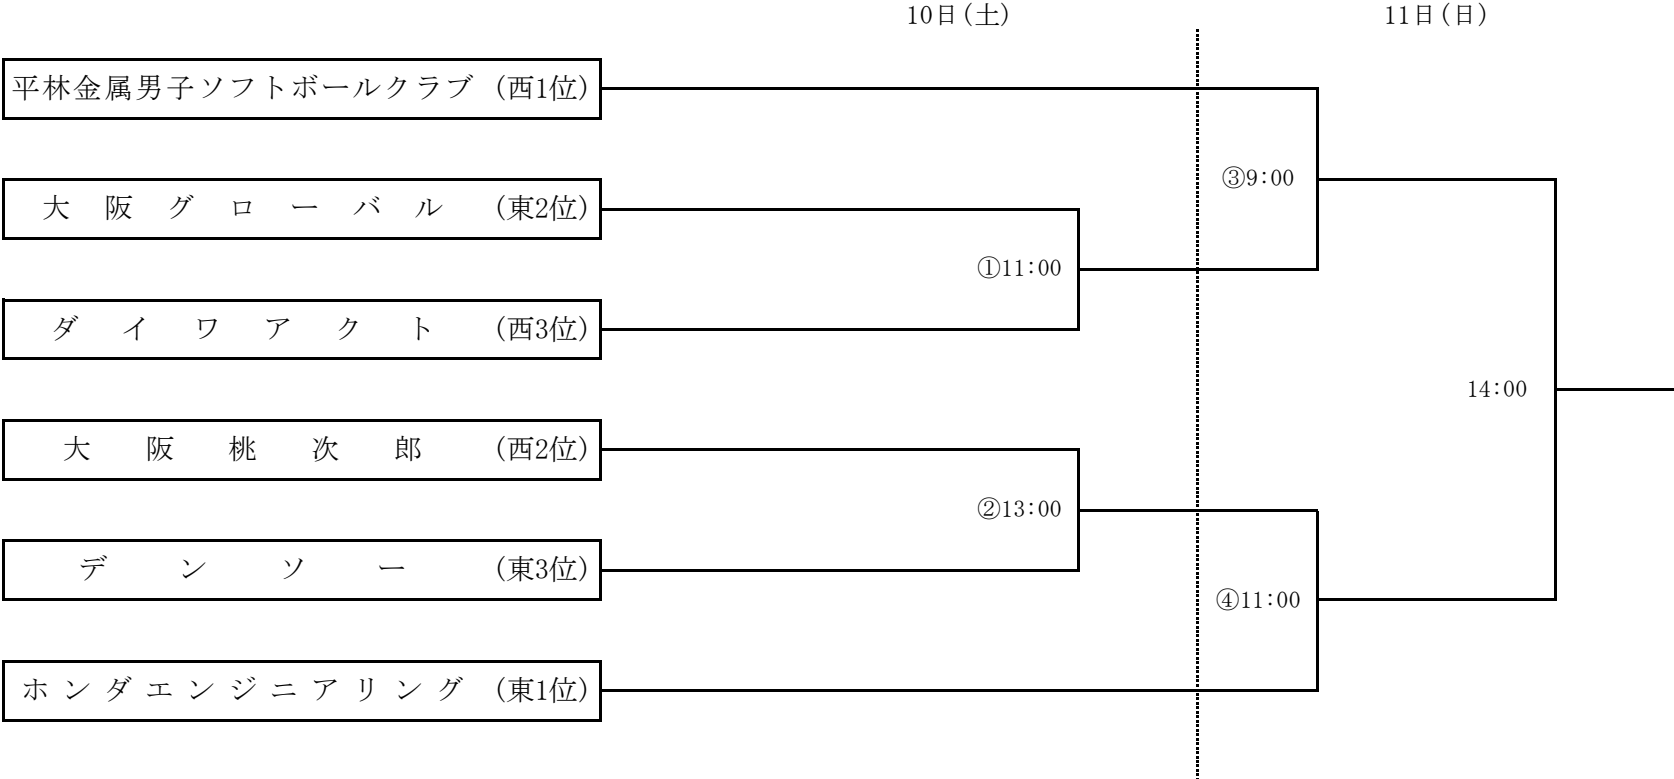 10日(土) 11日(日)
平林金属男子ソフトボールクラブ (西1位)
③9:00
大阪グローバル (東2位)
①11:00
ダイワアクト (西3位)
14:00
大阪桃次郎 (西2位)
②13:00
デンソー (東3位)
④11:00
ホンダエンジニアリング (東1位)